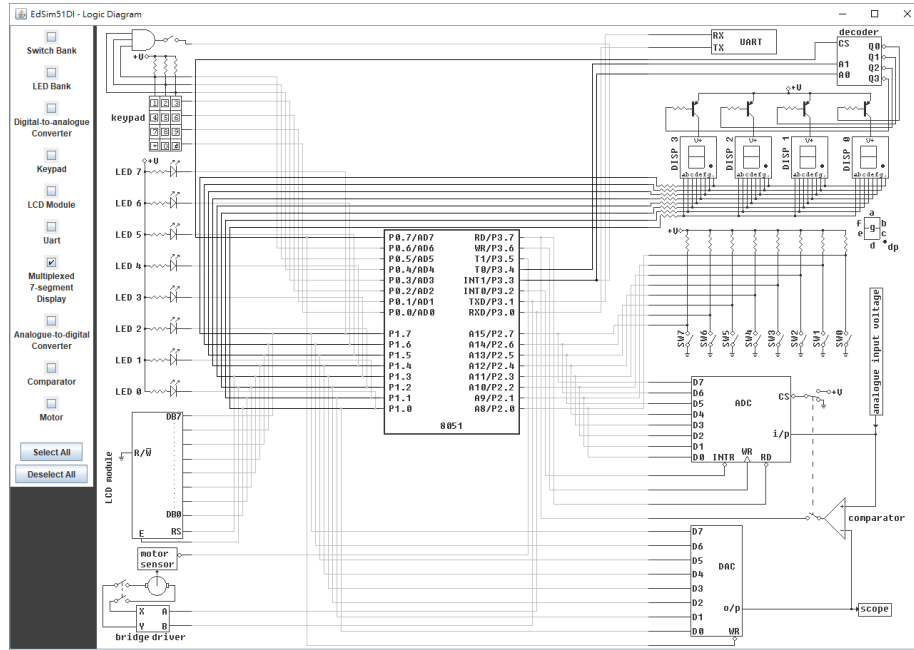 EdSim51DI - Logic Diagram
Switch Bank
LED Bank
Digital-to-analogue
Converter
Keypad
LCD Module
Uart
Multiplexed
7-segment
Display
Analogue-to-digital
Converter
Comparator
Motor
Select All
Deselect All
+V
keypad
1 2 3
4 5 6
7 8 9
* 0 #
+V
LED 7
LED 6
LED 5
LED 4
LED 3
LED 2
LED 1
LED 0
LCD module
R/W̅
DB7
DB0
E
RS
motor
sensor
X A
Y B
bridge driver
P0.7/AD7
P0.6/AD6
P0.5/AD5
P0.4/AD4
P0.3/AD3
P0.2/AD2
P0.1/AD1
P0.0/AD0
P1.7
P1.6
P1.5
P1.4
P1.3
P1.2
P1.1
P1.0
RD/P3.7
WR/P3.6
T1/P3.5
T0/P3.4
INT1/P3.3
INT0/P3.2
TXD/P3.1
RXD/P3.0
A15/P2.7
A14/P2.6
A13/P2.5
A12/P2.4
A11/P2.3
A10/P2.2
A9/P2.1
A8/P2.0
8051
RX
TX
UART
decoder
CS
A1
A0
Q0
Q1
Q2
Q3
+V
DISP 3
V+
abcdefg
DISP 2
V+
abcdefg
DISP 1
V+
abcdefg
DISP 0
V+
abcdefg
a
f b
g
e c
d dp
+V
SW7
SW6
SW5
SW4
SW3
SW2
SW1
SW0
analogue input voltage
D7
D6
D5
D4
D3
D2
D1
D0
ADC
CS
+V
i/p
INTR
WR
RD
comparator
+
-
D7
D6
D5
D4
D3
D2
D1
D0
DAC
o/p
WR
scope